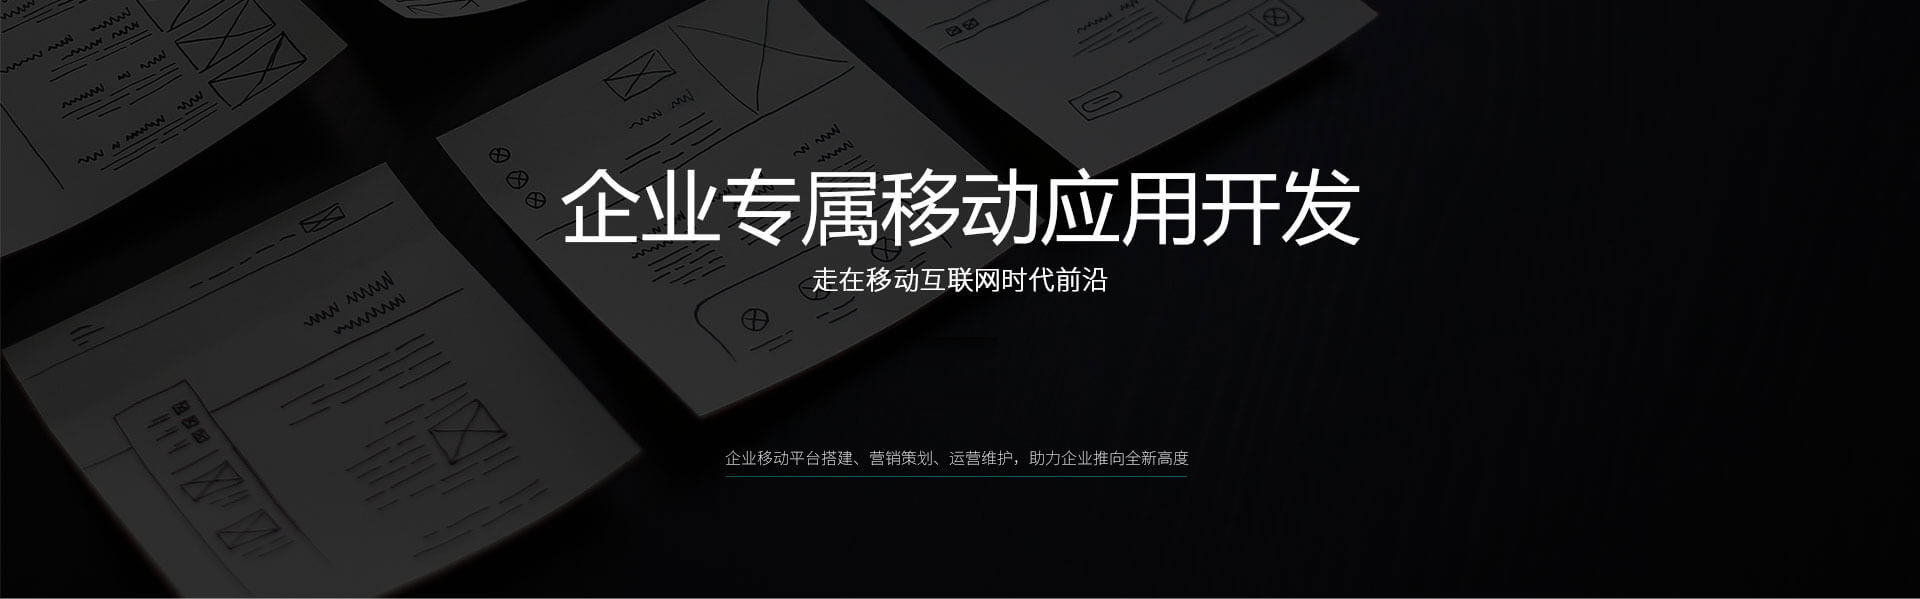 企业专属移动应用开发
走在移动互联网时代前沿
企业移动平台搭建、营销策划、运营维护，助力企业推向全新高度